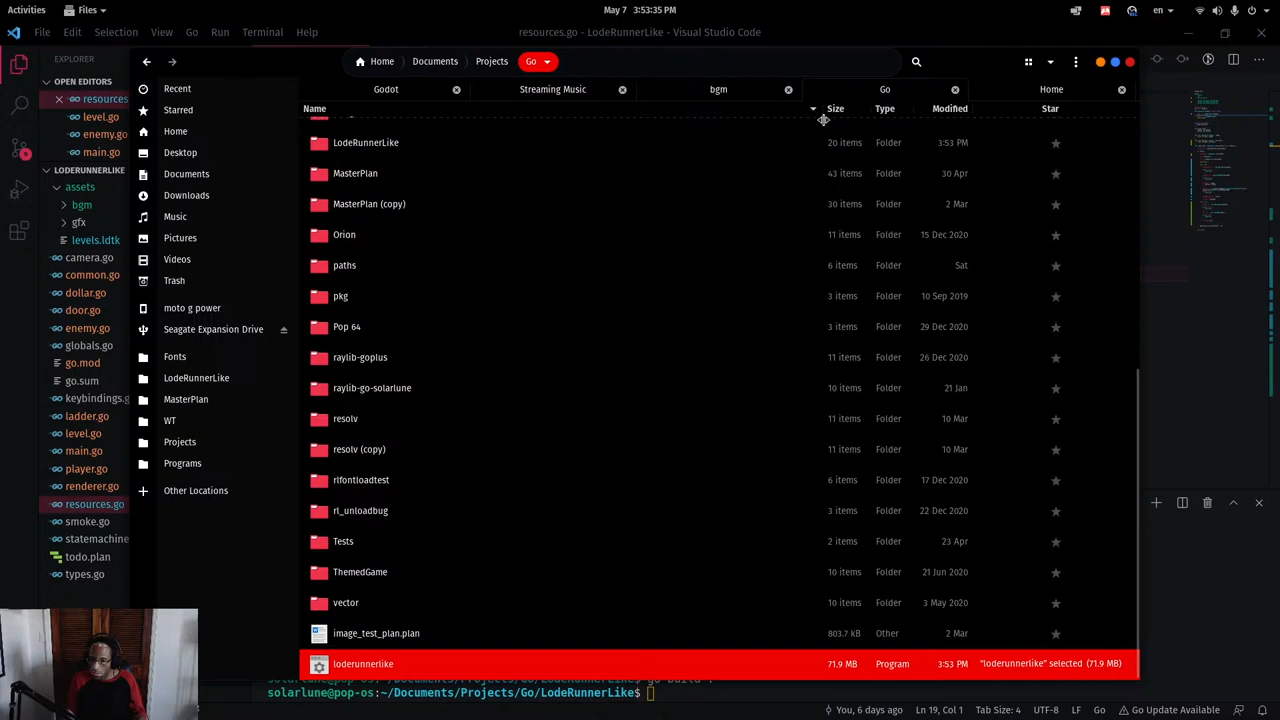 Activities Files May 7 3:53:35 PM en
File Edit Selection View Go Run Terminal Help resources.go - LodeRunnerLike - Visual Studio Code
EXPLORER
OPEN EDITORS
resources
level.go
enemy.go
main.go
LODERUNNERLIKE
assets
bgm
gfx
levels.ldtk
camera.go
common.go
dollar.go
door.go
enemy.go
globals.go
go.mod
go.sum
keybindings.g
ladder.go
level.go
main.go
player.go
renderer.go
resources.go
smoke.go
statemachine
todo.plan
types.go
Home Documents Projects Go
Recent
Starred
Home
Desktop
Documents
Downloads
Music
Pictures
Videos
Trash
moto g power
Seagate Expansion Drive
Fonts
LodeRunnerLike
MasterPlan
WT
Projects
Programs
Other Locations
Godot Streaming Music bgm Go Home
Name Size Type Modified Star
LodeRunnerLike 20 items Folder 3:53 PM
MasterPlan 43 items Folder 30 Apr
MasterPlan (copy) 30 items Folder 2 Mar
Orion 11 items Folder 15 Dec 2020
paths 6 items Folder Sat
pkg 3 items Folder 10 Sep 2019
Pop 64 3 items Folder 29 Dec 2020
raylib-goplus 11 items Folder 26 Dec 2020
raylib-go-solarlune 10 items Folder 21 Jan
resolv 11 items Folder 10 Mar
resolv (copy) 11 items Folder 10 Mar
rlfontloadtest 6 items Folder 17 Dec 2020
rl_unloadbug 3 items Folder 22 Dec 2020
Tests 2 items Folder 23 Apr
ThemedGame 10 items Folder 21 Jun 2020
vector 10 items Folder 3 May 2020
image_test_plan.plan 803.7 kB Other 2 Mar
loderunnerlike 71.9 MB Program 3:53 PM "loderunnerlike" selected (71.9 MB)
solarlune@pop-os:~/Documents/Projects/Go/LodeRunnerLike$ go build .
solarlune@pop-os:~/Documents/Projects/Go/LodeRunnerLike$
You, 6 days ago Ln 19, Col 1 Tab Size: 4 UTF-8 LF Go Go Update Available